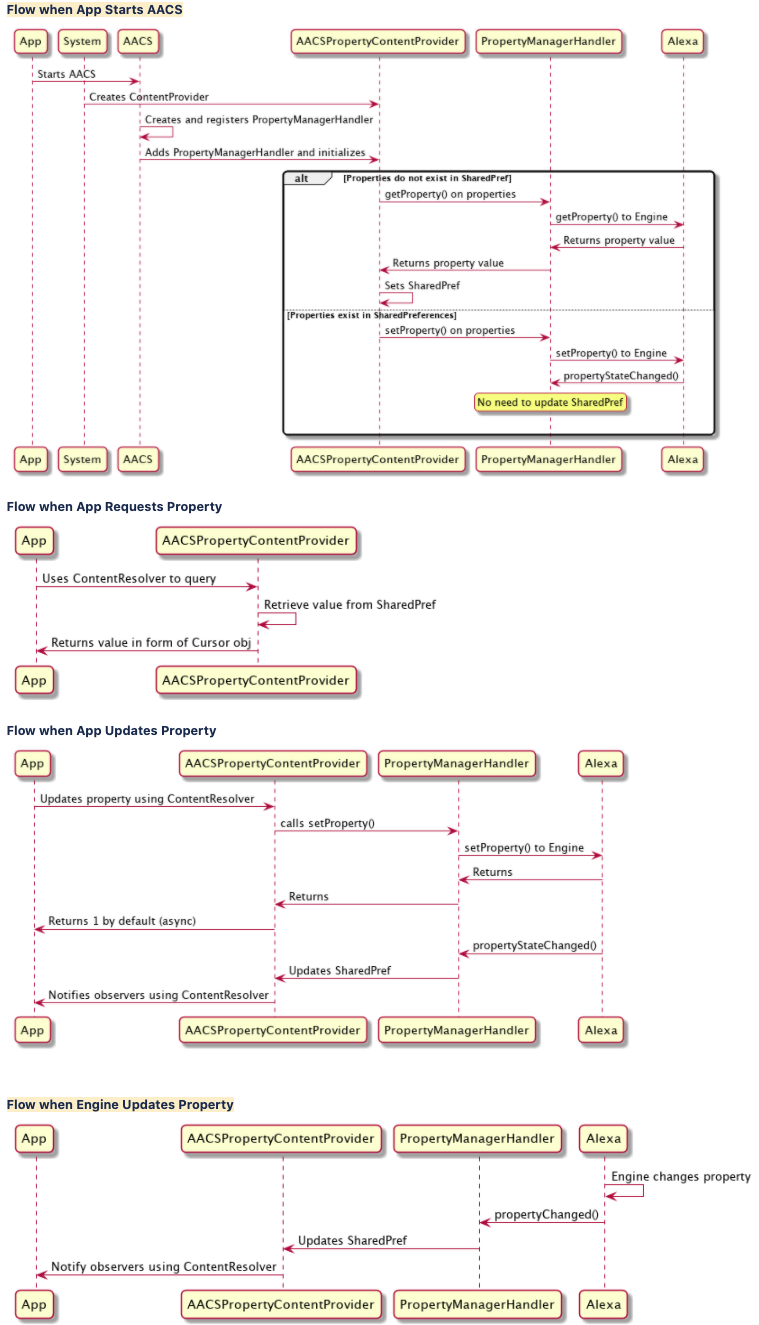 Flow when App Starts AACS
App System AACS AACSPropertyContentProvider PropertyManagerHandler Alexa
Starts AACS
Creates ContentProvider
Creates and registers PropertyManagerHandler
Adds PropertyManagerHandler and initializes
alt [Properties do not exist in SharedPref]
getProperty() on properties
getProperty() to Engine
Returns property value
Returns property value
Sets SharedPref
[Properties exist in SharedPreferences]
setProperty() on properties
setProperty() to Engine
propertyStateChanged()
No need to update SharedPref
App System AACS AACSPropertyContentProvider PropertyManagerHandler Alexa
Flow when App Requests Property
App AACSPropertyContentProvider
Uses ContentResolver to query
Retrieve value from SharedPref
Returns value in form of Cursor obj
App AACSPropertyContentProvider
Flow when App Updates Property
App AACSPropertyContentProvider PropertyManagerHandler Alexa
Updates property using ContentResolver
calls setProperty()
setProperty() to Engine
Returns
Returns
Returns 1 by default (async)
propertyStateChanged()
Updates SharedPref
Notifies observers using ContentResolver
App AACSPropertyContentProvider PropertyManagerHandler Alexa
Flow when Engine Updates Property
App AACSPropertyContentProvider PropertyManagerHandler Alexa
Engine changes property
propertyChanged()
Updates SharedPref
Notify observers using ContentResolver
App AACSPropertyContentProvider PropertyManagerHandler Alexa